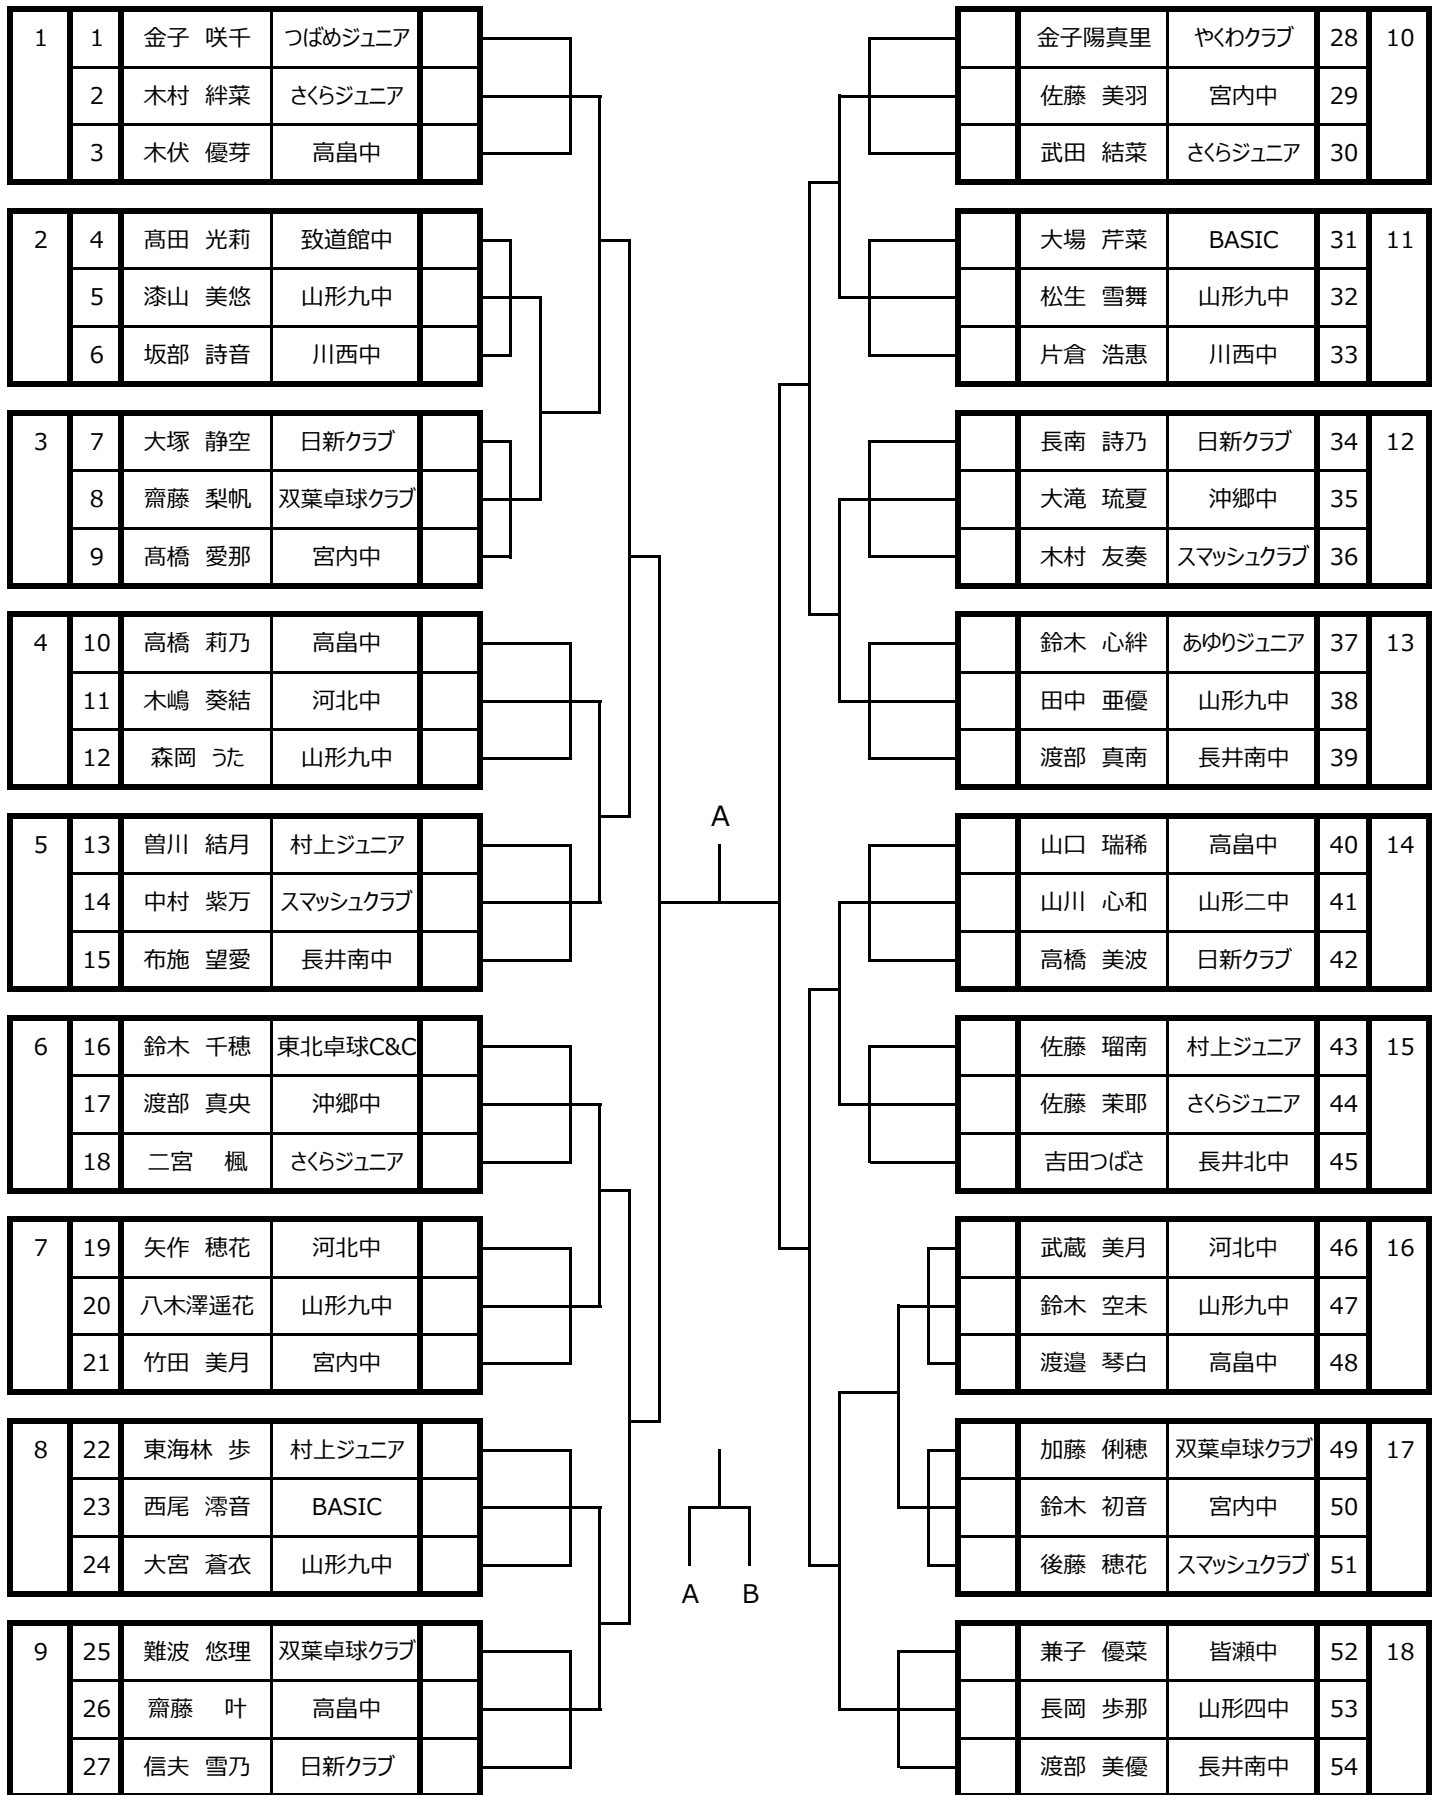 1 1 金子 咲千 つばめジュニア
2 木村 絆菜 さくらジュニア
3 木伏 優芽 高畠中
2 4 髙田 光莉 致道館中
5 漆山 美悠 山形九中
6 坂部 詩音 川西中
3 7 大塚 静空 日新クラブ
8 齋藤 梨帆 双葉卓球クラブ
9 髙橋 愛那 宮内中
4 10 高橋 莉乃 高畠中
11 木嶋 葵結 河北中
12 森岡 うた 山形九中
5 13 曽川 結月 村上ジュニア
14 中村 紫万 スマッシュクラブ
15 布施 望愛 長井南中
6 16 鈴木 千穂 東北卓球C&C
17 渡部 真央 沖郷中
18 二宮 楓 さくらジュニア
7 19 矢作 穂花 河北中
20 八木澤遥花 山形九中
21 竹田 美月 宮内中
8 22 東海林 歩 村上ジュニア
23 西尾 澪音 BASIC
24 大宮 蒼衣 山形九中
9 25 難波 悠理 双葉卓球クラブ
26 齋藤 叶 高畠中
27 信夫 雪乃 日新クラブ
A
A B
金子陽真里 やくわクラブ 28 10
佐藤 美羽 宮内中 29
武田 結菜 さくらジュニア 30
大場 芹菜 BASIC 31 11
松生 雪舞 山形九中 32
片倉 浩惠 川西中 33
長南 詩乃 日新クラブ 34 12
大滝 琉夏 沖郷中 35
木村 友奏 スマッシュクラブ 36
鈴木 心絆 あゆりジュニア 37 13
田中 亜優 山形九中 38
渡部 真南 長井南中 39
山口 瑞稀 高畠中 40 14
山川 心和 山形二中 41
高橋 美波 日新クラブ 42
佐藤 瑠南 村上ジュニア 43 15
佐藤 茉耶 さくらジュニア 44
吉田つばさ 長井北中 45
武蔵 美月 河北中 46 16
鈴木 空未 山形九中 47
渡邉 琴白 高畠中 48
加藤 俐穂 双葉卓球クラブ 49 17
鈴木 初音 宮内中 50
後藤 穂花 スマッシュクラブ 51
兼子 優菜 皆瀬中 52 18
長岡 歩那 山形四中 53
渡部 美優 長井南中 54